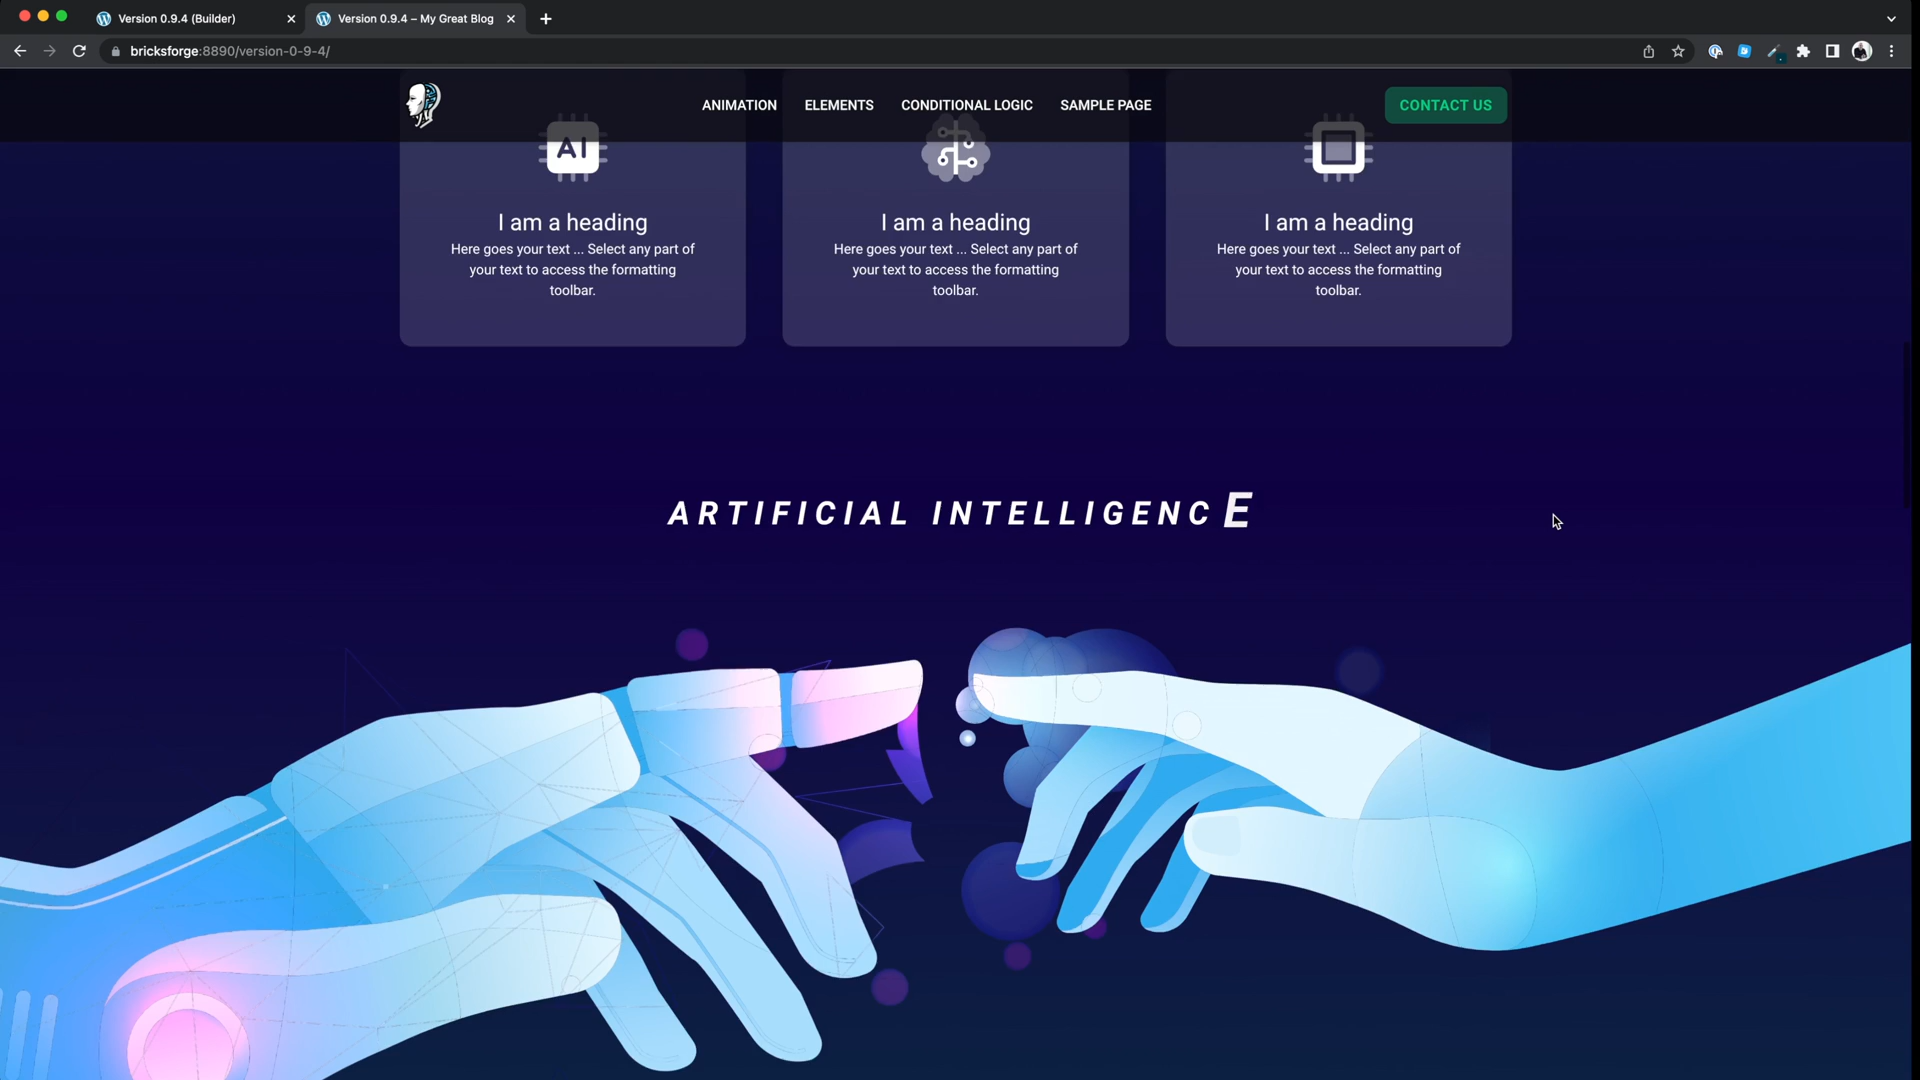 Version 0.9.4 (Builder)
Version 0.9.4 – My Great Blog
bricksforge:8890/version-0-9-4/
ANIMATION ELEMENTS CONDITIONAL LOGIC SAMPLE PAGE CONTACT US
AI
I am a heading
Here goes your text ... Select any part of
your text to access the formatting
toolbar.
I am a heading
Here goes your text ... Select any part of
your text to access the formatting
toolbar.
I am a heading
Here goes your text ... Select any part of
your text to access the formatting
toolbar.
ARTIFICIAL INTELLIGENCE